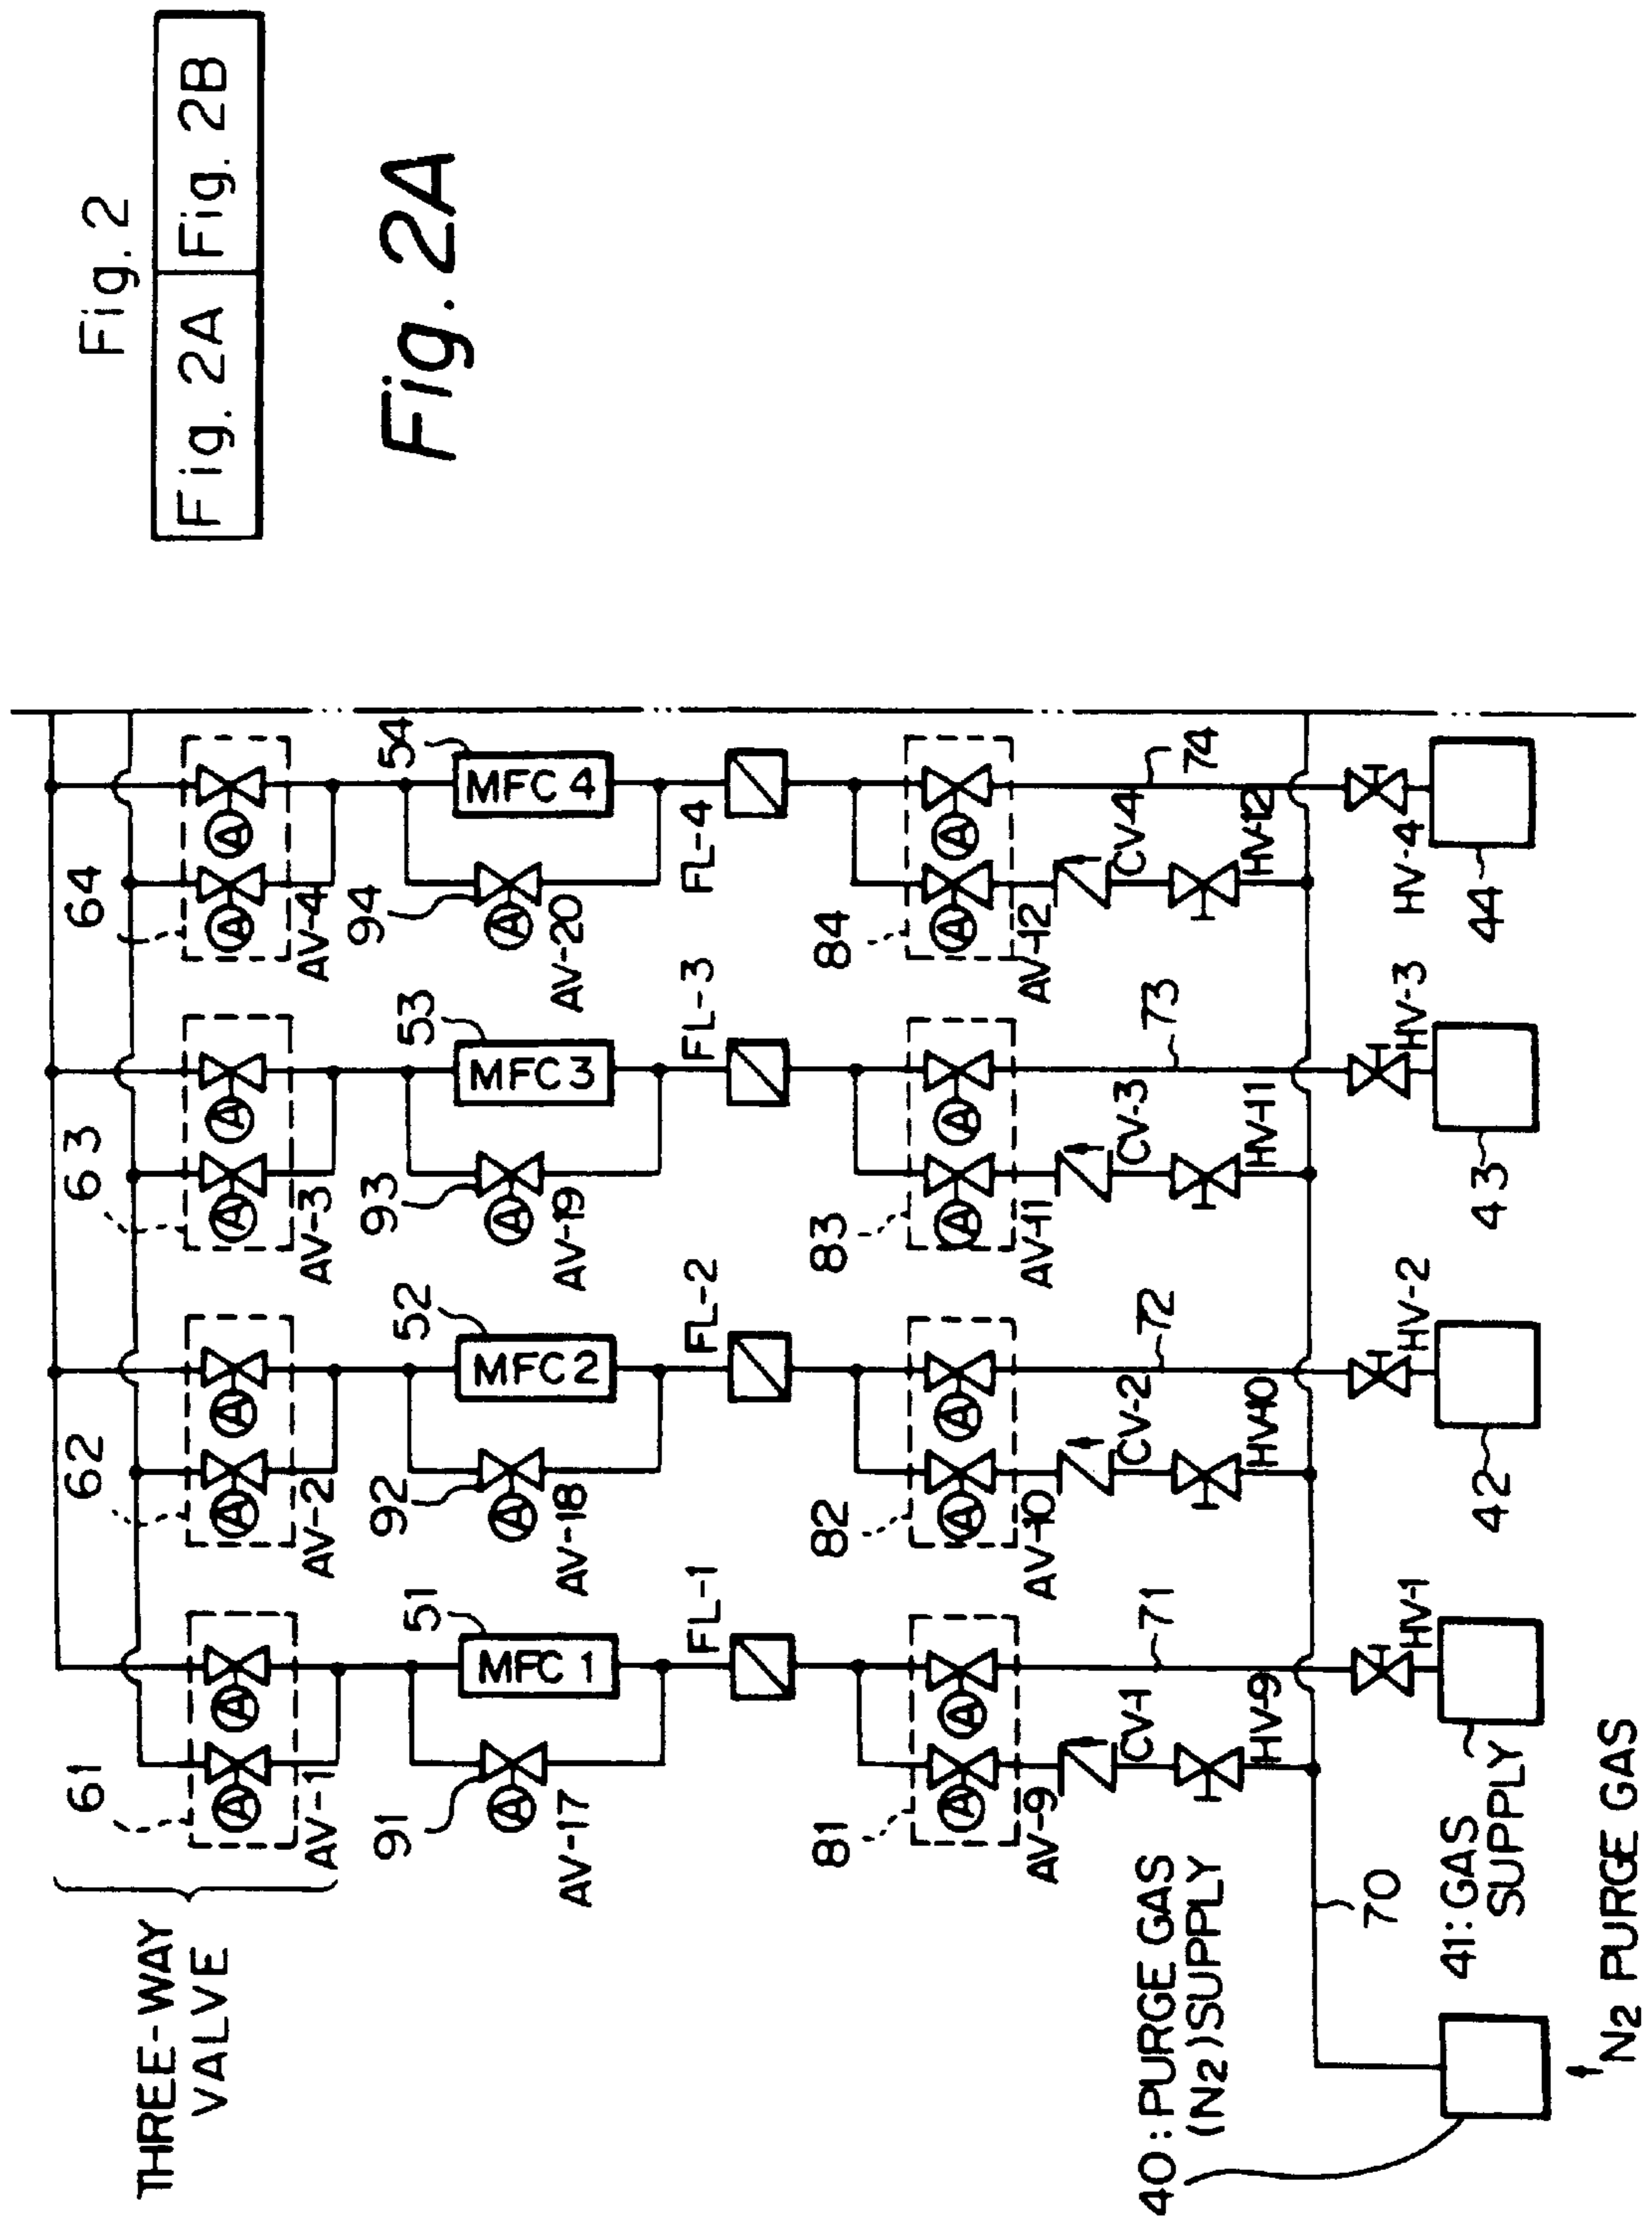 Fig. 2
Fig. 2A
Fig. 2B
Fig. 2A
THREE-WAY
VALVE
61
62
63
64
A
A
A
A
A
A
A
A
AV-1
AV-2
AV-3
AV-4
51
52
53
54
MFC 1
MFC 2
MFC 3
MFC 4
91
92
93
94
A
A
A
A
AV-17
AV-18
AV-19
AV-20
FL-1
FL-2
FL-3
FL-4
81
82
83
84
A
A
A
A
A
A
A
A
AV-9
AV-10
AV-11
AV-12
CV-1
CV-2
CV-3
CV-4
71
72
73
74
HV-9
HV-10
HV-11
HV-12
40: PURGE GAS
(N2) SUPPLY
70
HV-1
HV-2
HV-3
HV-4
41: GAS
SUPPLY
42
43
44
N2 PURGE GAS